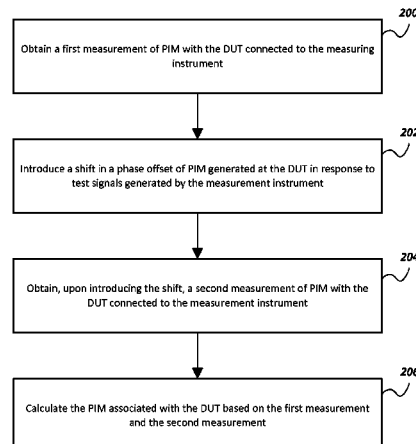 200
Obtain a first measurement of PIM with the DUT connected to the measuring
instrument
202
Introduce a shift in a phase offset of PIM generated at the DUT in response to
test signals generated by the measurement instrument
204
Obtain, upon introducing the shift, a second measurement of PIM with the
DUT connected to the measurement instrument
206
Calculate the PIM associated with the DUT based on the first measurement
and the second measurement